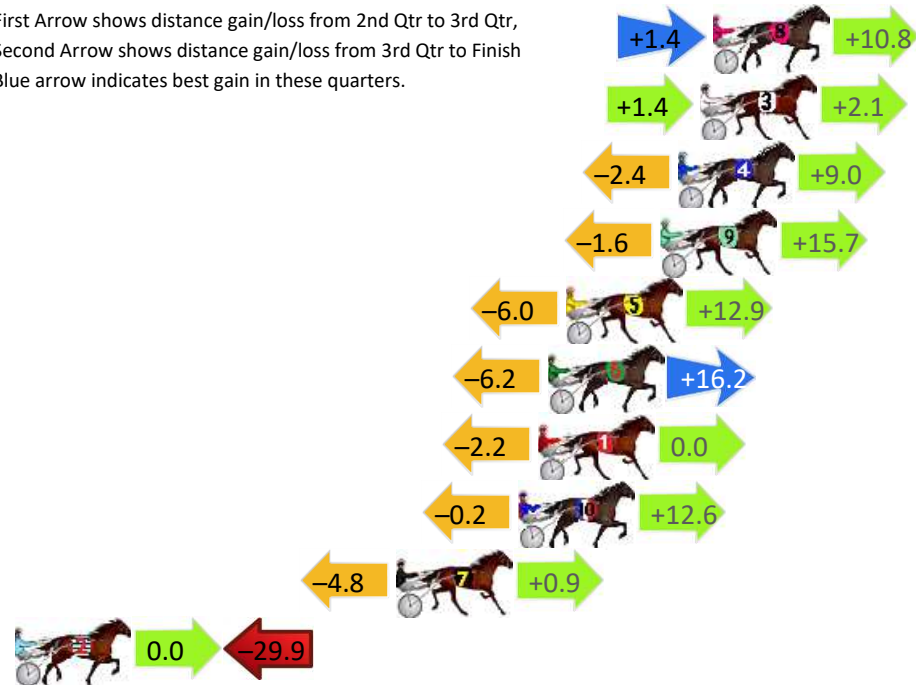 First Arrow shows distance gain/loss from 2nd Qtr to 3rd Qtr,
Second Arrow shows distance gain/loss from 3rd Qtr to Finish
Blue arrow indicates best gain in these quarters.
+1.4 8 +10.8
+1.4 3 +2.1
–2.4 4 +9.0
–1.6 9 +15.7
–6.0 5 +12.9
–6.2 6 +16.2
–2.2 1 0.0
–0.2 10 +12.6
–4.8 7 +0.9
2 0.0 –29.9